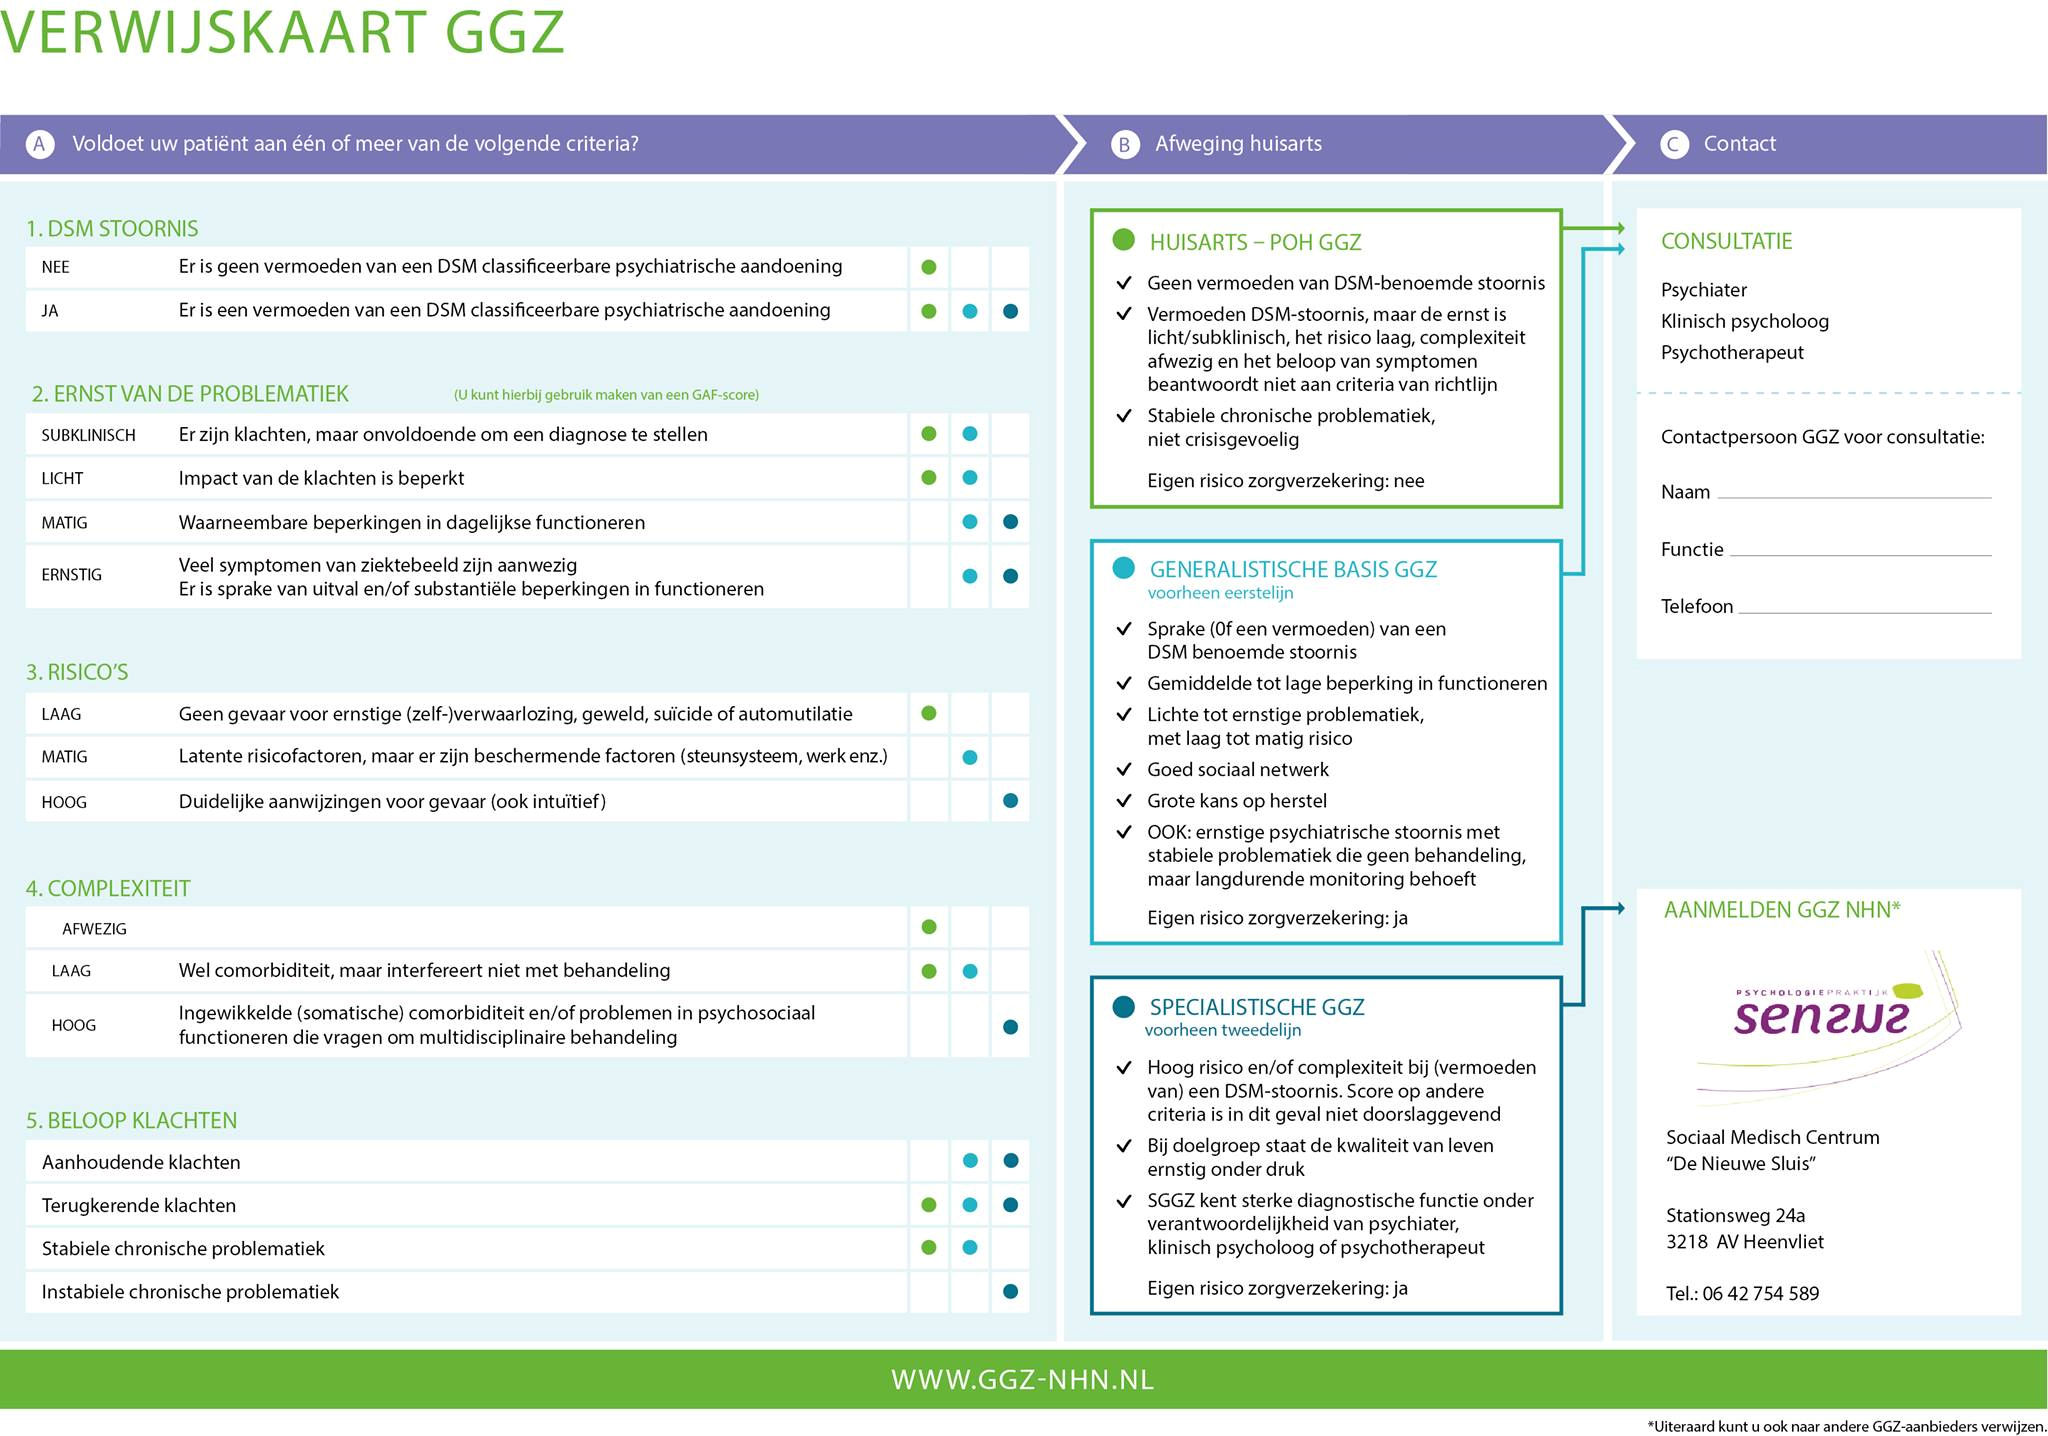 VERWIJSKAART GGZ
A Voldoet uw patiënt aan één of meer van de volgende criteria?
1. DSM STOORNIS
NEE Er is geen vermoeden van een DSM classificeerbare psychiatrische aandoening
JA Er is een vermoeden van een DSM classificeerbare psychiatrische aandoening
2. ERNST VAN DE PROBLEMATIEK (U kunt hierbij gebruik maken van een GAF-score)
SUBKLINISCH Er zijn klachten, maar onvoldoende om een diagnose te stellen
LICHT Impact van de klachten is beperkt
MATIG Waarneembare beperkingen in dagelijkse functioneren
ERNSTIG Veel symptomen van ziektebeeld zijn aanwezig
Er is sprake van uitval en/of substantiële beperkingen in functioneren
3. RISICO'S
LAAG Geen gevaar voor ernstige (zelf-)verwaarlozing, geweld, suïcide of automutilatie
MATIG Latente risicofactoren, maar er zijn beschermende factoren (steunsysteem, werk enz.)
HOOG Duidelijke aanwijzingen voor gevaar (ook intuïtief)
4. COMPLEXITEIT
AFWEZIG
LAAG Wel comorbiditeit, maar interfereert niet met behandeling
HOOG Ingewikkelde (somatische) comorbiditeit en/of problemen in psychosociaal
functioneren die vragen om multidisciplinaire behandeling
5. BELOOP KLACHTEN
Aanhoudende klachten
Terugkerende klachten
Stabiele chronische problematiek
Instabiele chronische problematiek
B Afweging huisarts
HUISARTS – POH GGZ
✓ Geen vermoeden van DSM-benoemde stoornis
✓ Vermoeden DSM-stoornis, maar de ernst is
licht/subklinisch, het risico laag, complexiteit
afwezig en het beloop van symptomen
beantwoordt niet aan criteria van richtlijn
✓ Stabiele chronische problematiek,
niet crisisgevoelig
Eigen risico zorgverzekering: nee
GENERALISTISCHE BASIS GGZ
voorheen eerstelijn
✓ Sprake (0f een vermoeden) van een
DSM benoemde stoornis
✓ Gemiddelde tot lage beperking in functioneren
✓ Lichte tot ernstige problematiek,
met laag tot matig risico
✓ Goed sociaal netwerk
✓ Grote kans op herstel
✓ OOK: ernstige psychiatrische stoornis met
stabiele problematiek die geen behandeling,
maar langdurende monitoring behoeft
Eigen risico zorgverzekering: ja
SPECIALISTISCHE GGZ
voorheen tweedelijn
✓ Hoog risico en/of complexiteit bij (vermoeden
van) een DSM-stoornis. Score op andere
criteria is in dit geval niet doorslaggevend
✓ Bij doelgroep staat de kwaliteit van leven
ernstig onder druk
✓ SGGZ kent sterke diagnostische functie onder
verantwoordelijkheid van psychiater,
klinisch psycholoog of psychotherapeut
Eigen risico zorgverzekering: ja
C Contact
CONSULTATIE
Psychiater
Klinisch psycholoog
Psychotherapeut
Contactpersoon GGZ voor consultatie:
Naam
Functie
Telefoon
AANMELDEN GGZ NHN*
PSYCHOLOGIEPRAKTIJK
sensus
Sociaal Medisch Centrum
“De Nieuwe Sluis”
Stationsweg 24a
3218 AV Heenvliet
Tel.: 06 42 754 589
WWW.GGZ-NHN.NL
*Uiteraard kunt u ook naar andere GGZ-aanbieders verwijzen.